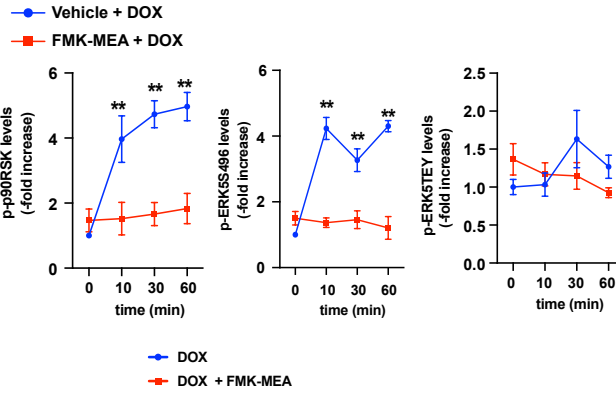 Vehicle + DOX
FMK-MEA + DOX
p-p90RSK levels
(-fold increase)
6
4
2
0
**
**
**
0 10 30 60
time (min)
p-ERK5S496 levels
(-fold increase)
6
4
2
0
**
**
**
0 10 30 60
time (min)
p-ERK5TEY levels
(-fold increase)
2.5
2.0
1.5
1.0
0.5
0.0
0 10 30 60
time (min)
DOX
DOX + FMK-MEA